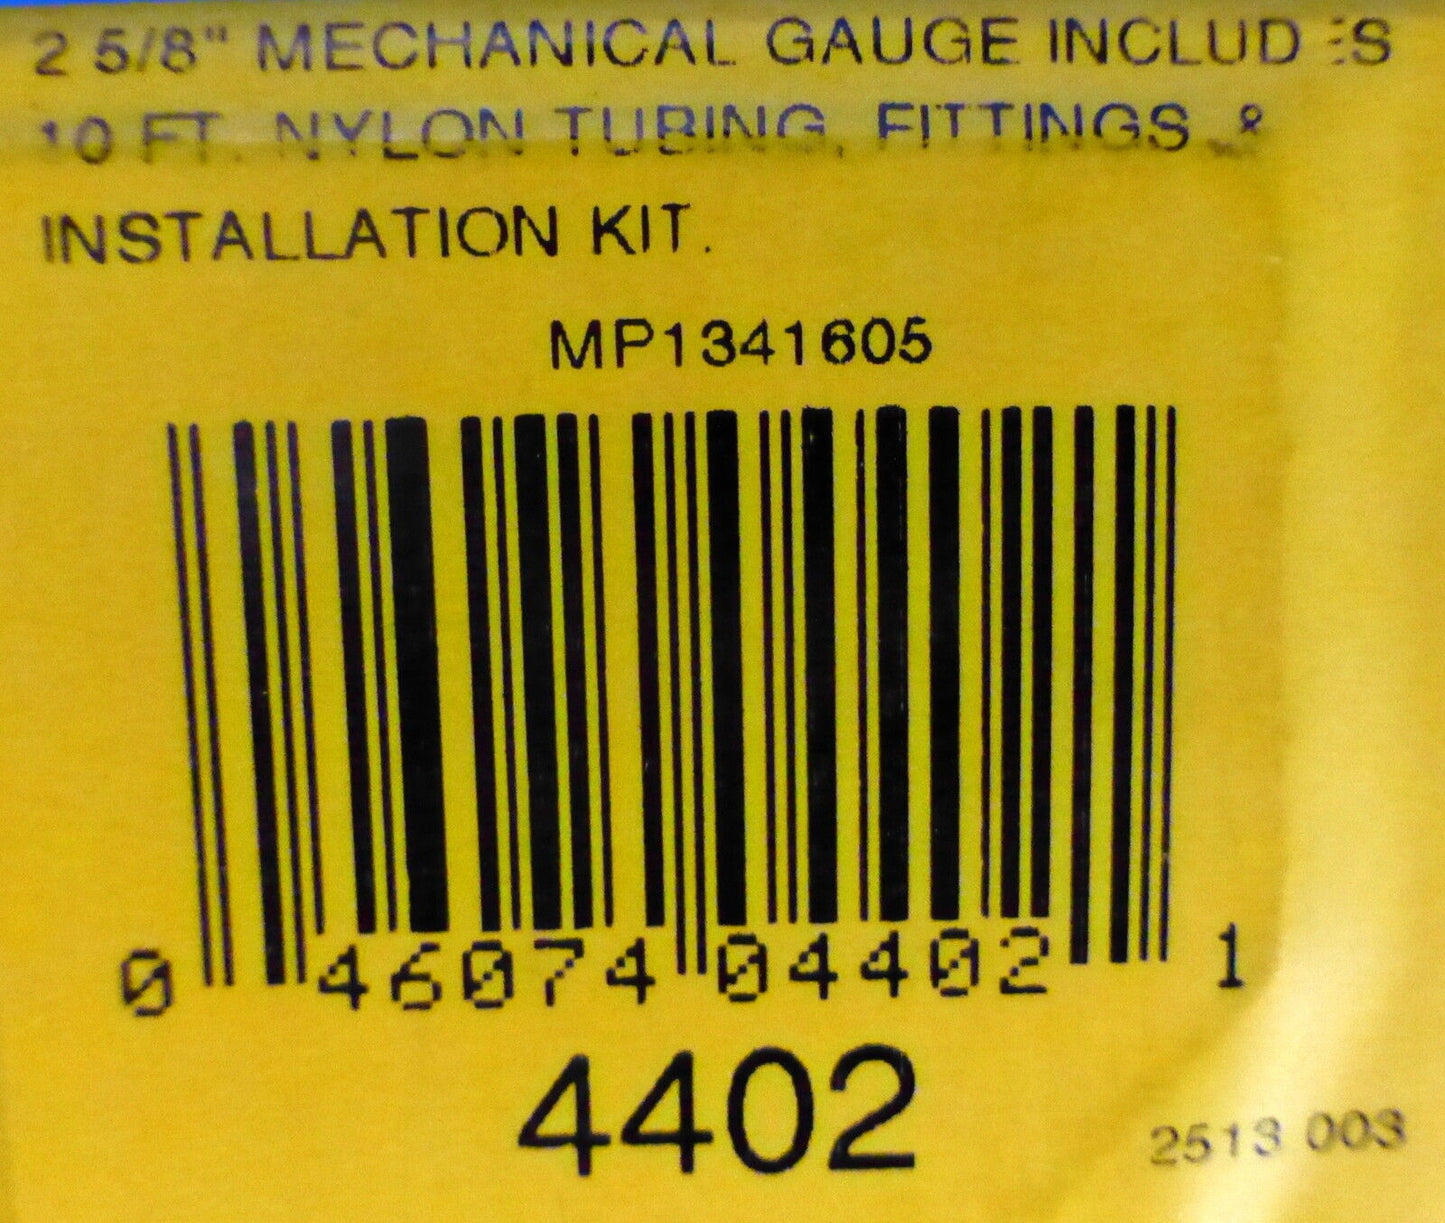 2 5/8" MECHANICAL GAUGE INCLUDES
10 FT. NYLON TUBING, FITTINGS &
INSTALLATION KIT.
MP1341605
0 46074 04402 1
4402
2513 003